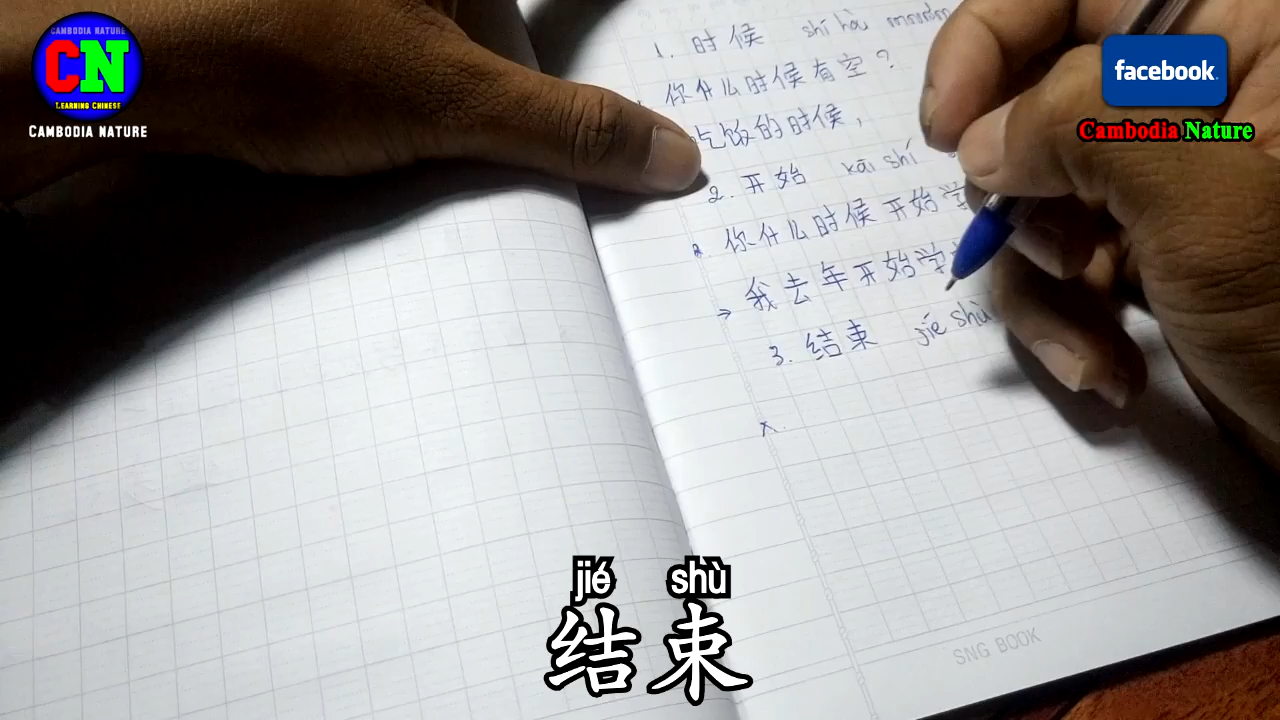 CAMBODIA NATURE
CN
LEARNING CHINESE
CAMBODIA NATURE
facebook
Cambodia Nature
1. 时候 shí hòu
你什么时候有空？
吃饭的时候，
2. 开始 kāi shí
你什么时候开始学
→ 我去年开始学
3. 结束 jié shù
jié shù
结束
SNG BOOK